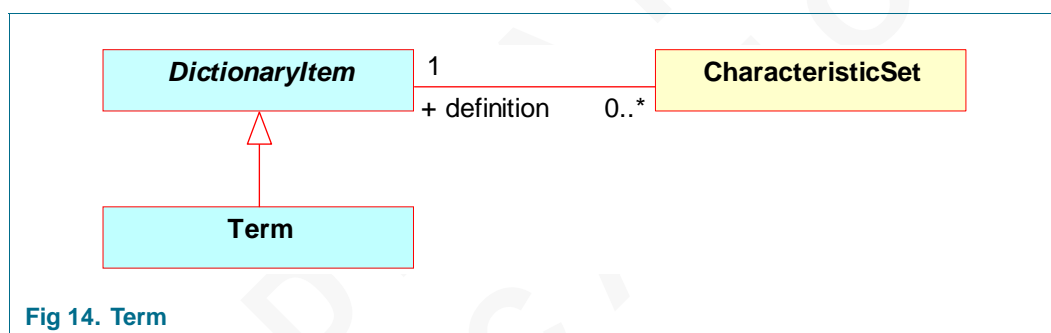 DictionaryItem
1
CharacteristicSet
+ definition
0..*
Term
Fig 14. Term